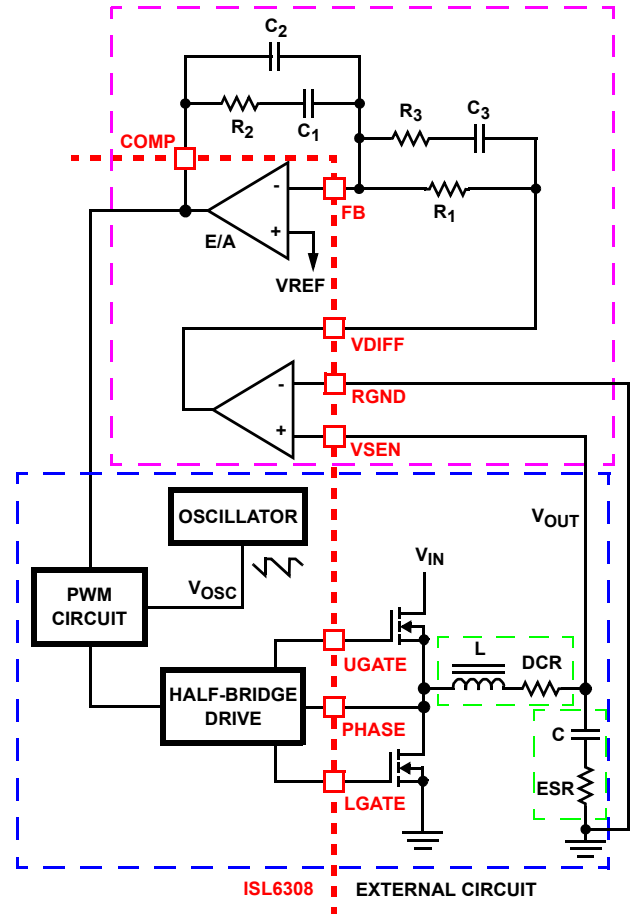 C2
R2
C1
R3
C3
COMP
-
FB
R1
E/A
+
VREF
VDIFF
-
RGND
+
VSEN
OSCILLATOR
VOUT
VIN
PWM
CIRCUIT
VOSC
UGATE
L
DCR
HALF-BRIDGE
DRIVE
PHASE
C
LGATE
ESR
ISL6308
EXTERNAL CIRCUIT